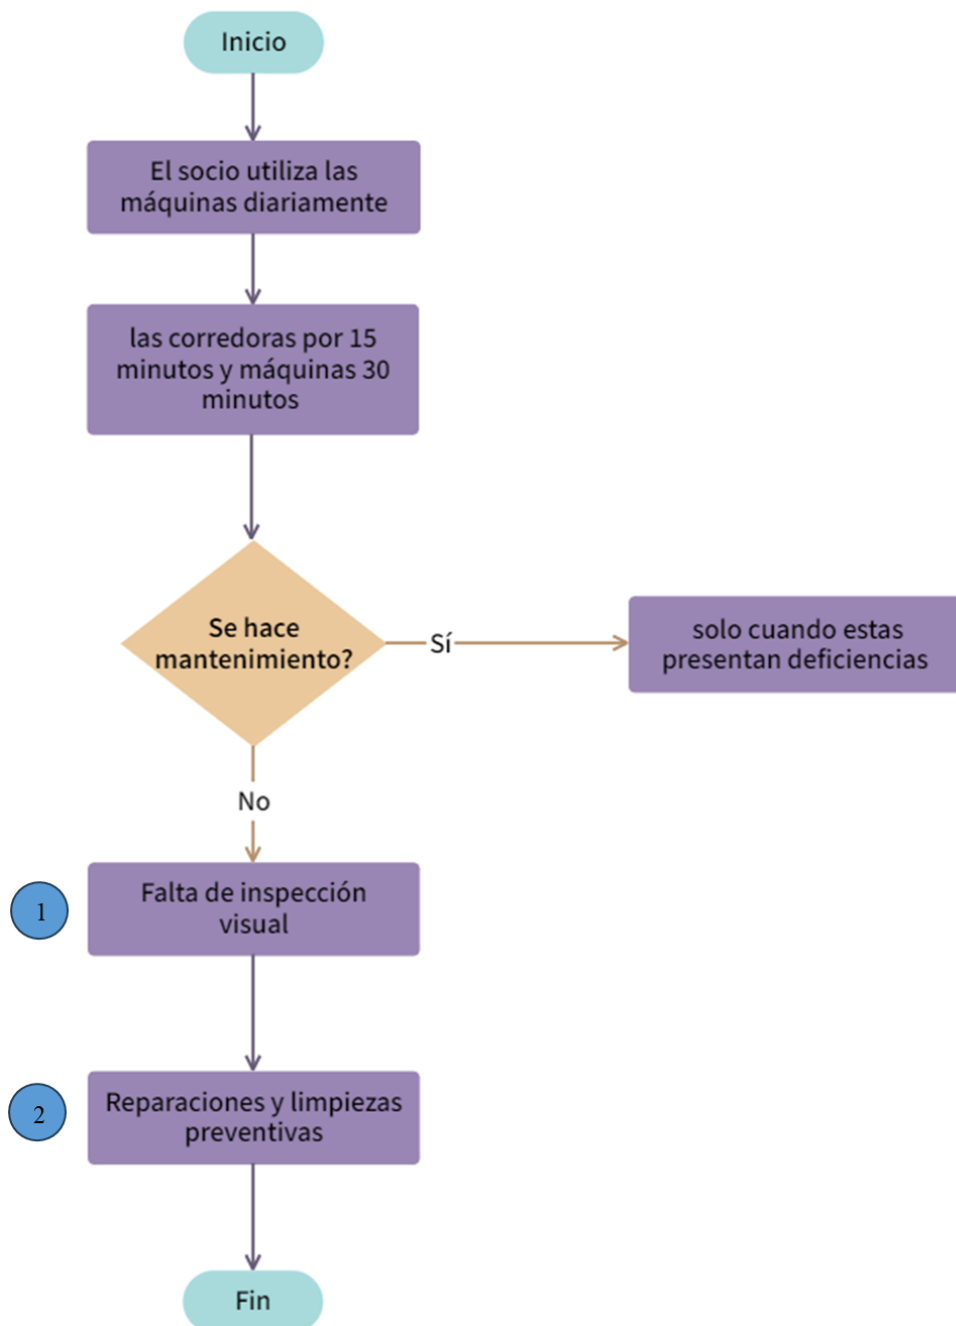 Inicio
El socio utiliza las
máquinas diariamente
las corredoras por 15
minutos y máquinas 30
minutos
Se hace
mantenimiento?
Sí
solo cuando estas
presentan deficiencias
No
1
Falta de inspección
visual
2
Reparaciones y limpiezas
preventivas
Fin